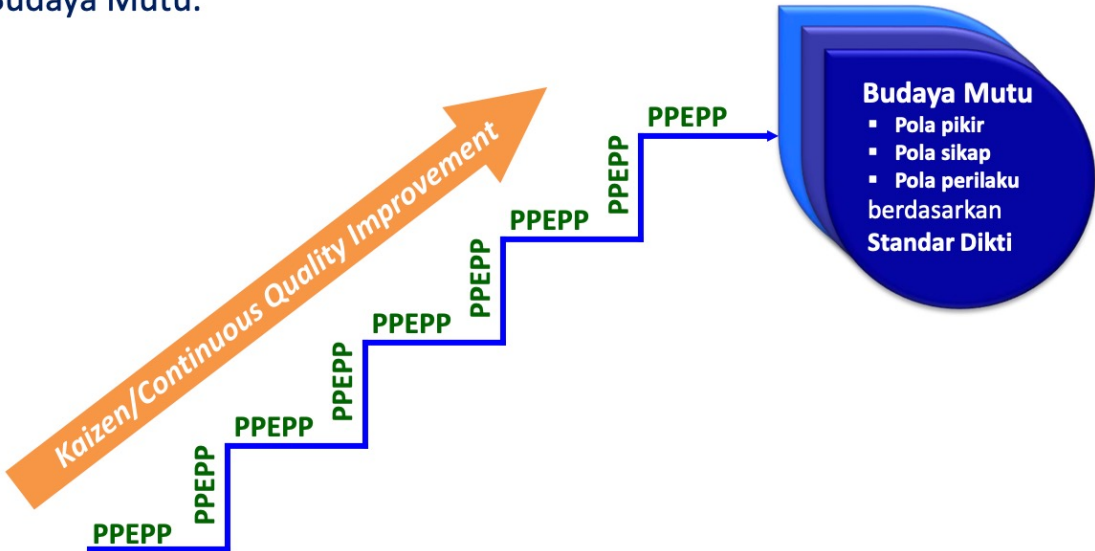 Budaya Mutu.
Kaizen/Continuous Quality Improvement
PPEPP
PPEPP
PPEPP
PPEPP
PPEPP
PPEPP
PPEPP
PPEPP
PPEPP
Budaya Mutu
▪ Pola pikir
▪ Pola sikap
▪ Pola perilaku
berdasarkan
Standar Dikti